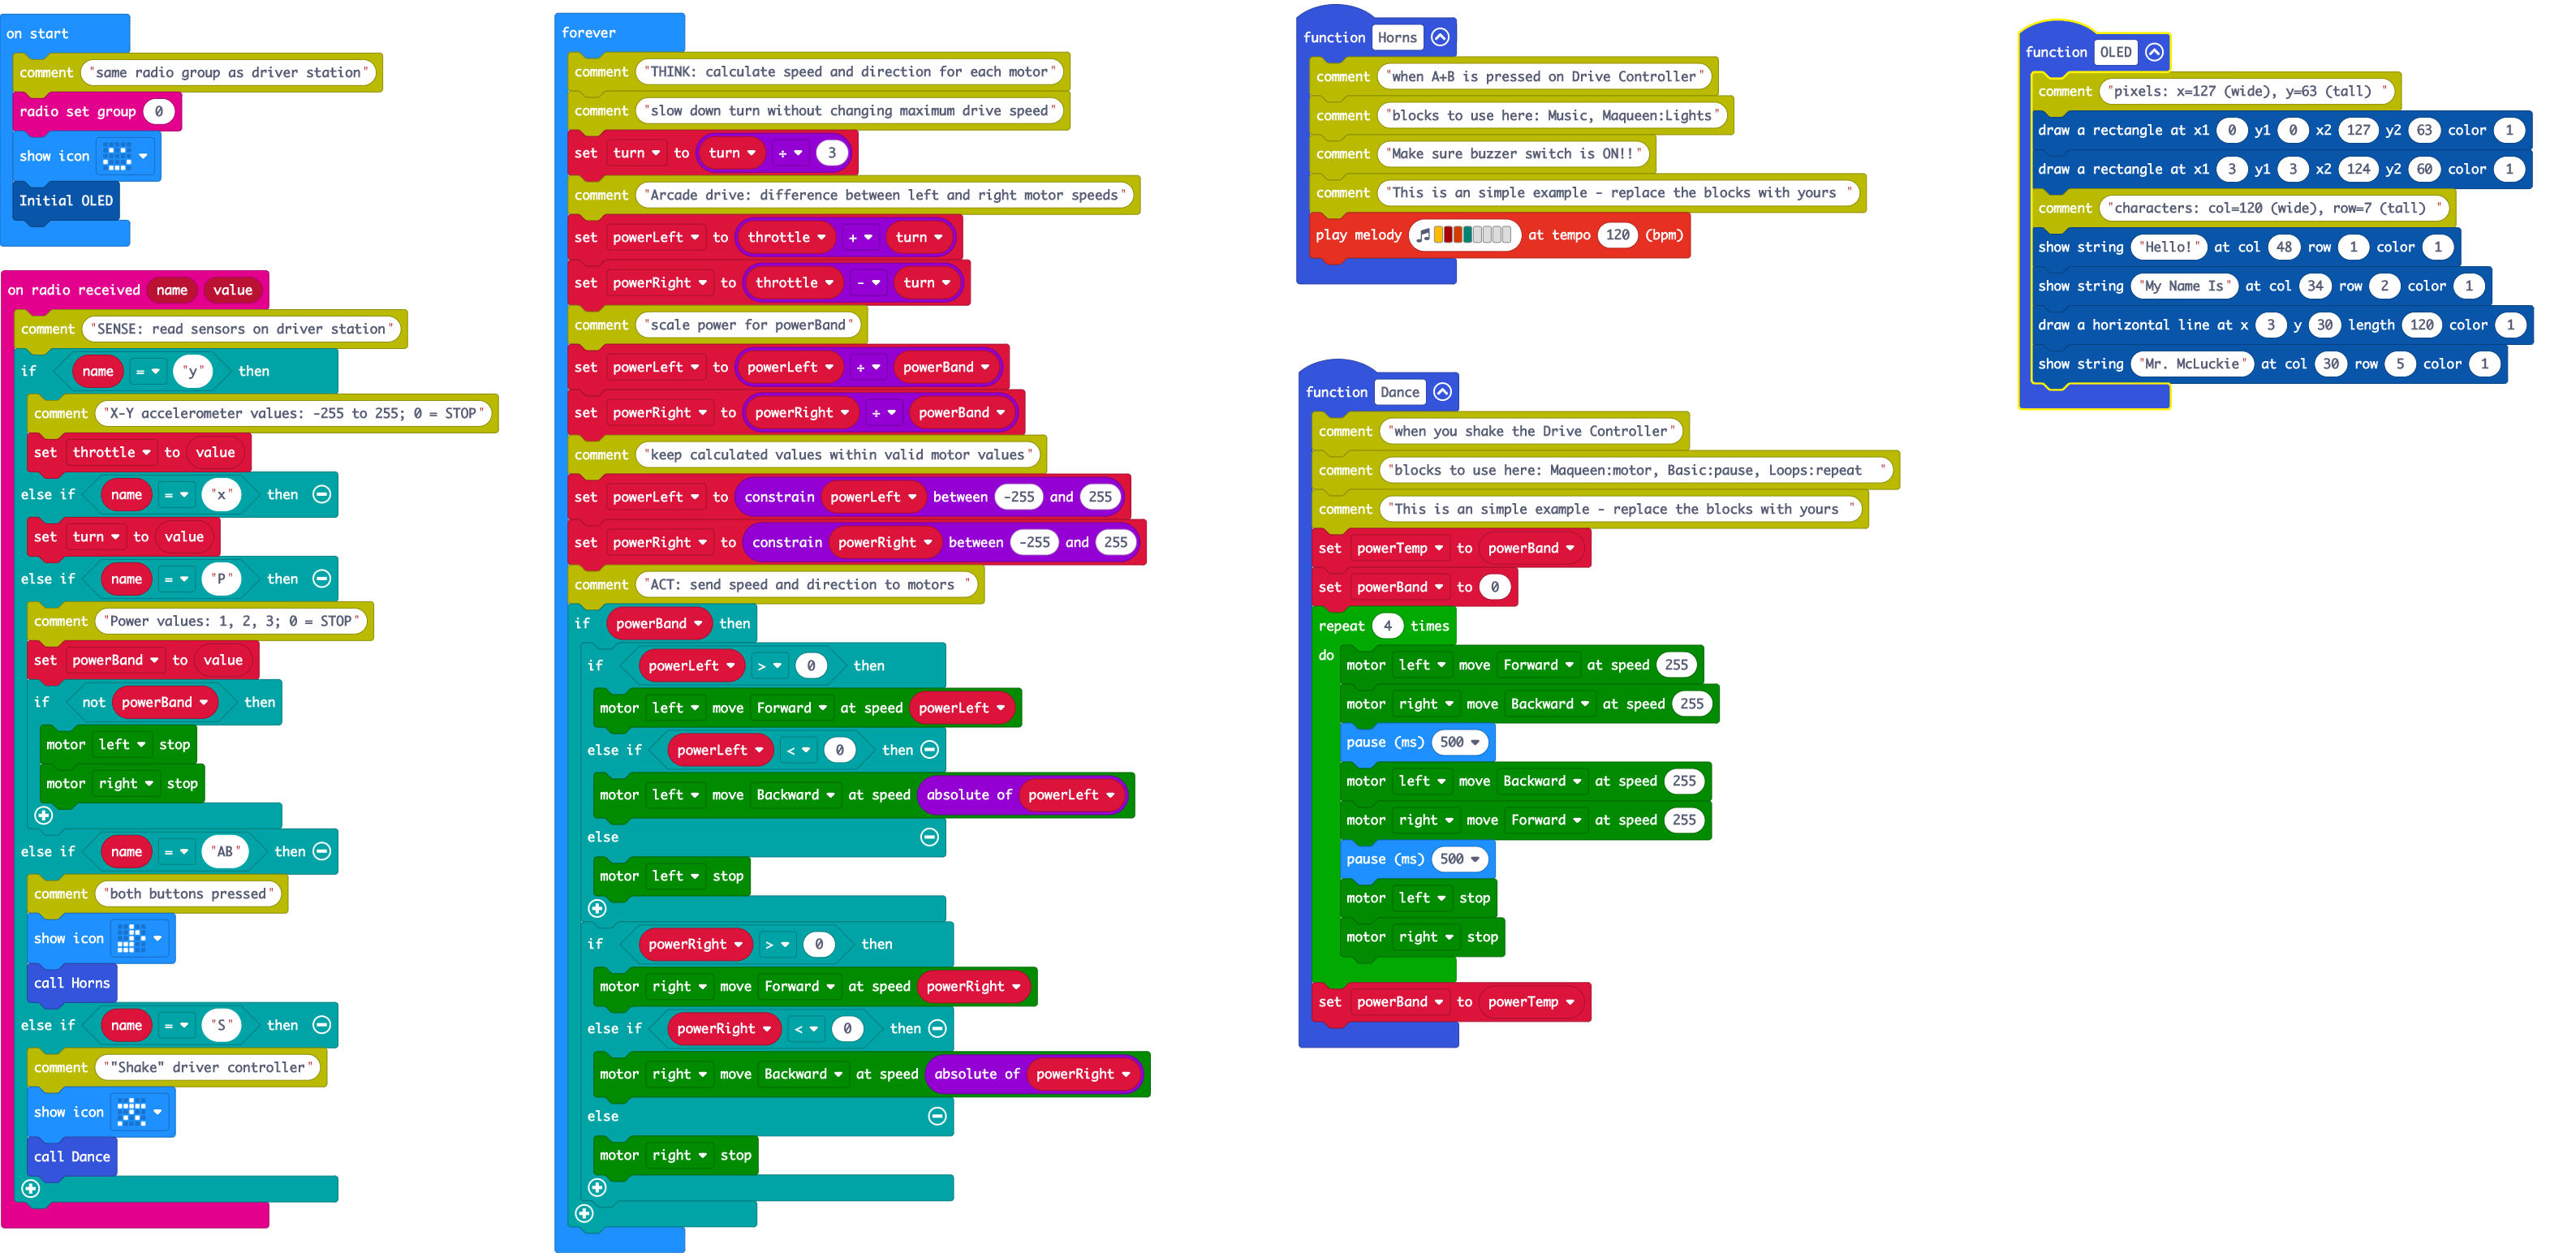 on start
comment "same radio group as driver station"
radio set group 0
show icon
Initial OLED
on radio received name value
comment "SENSE: read sensors on driver station"
if name = "y" then
comment "X-Y accelerometer values: -255 to 255; 0 = STOP"
set throttle to value
else if name = "x" then
set turn to value
else if name = "P" then
comment "Power values: 1, 2, 3; 0 = STOP"
set powerBand to value
if not powerBand then
motor left stop
motor right stop
else if name = "AB" then
comment "both buttons pressed"
show icon
call Horns
else if name = "S" then
comment ""Shake" driver controller"
show icon
call Dance
forever
comment "THINK: calculate speed and direction for each motor"
comment "slow down turn without changing maximum drive speed"
set turn to turn ÷ 3
comment "Arcade drive: difference between left and right motor speeds"
set powerLeft to throttle + turn
set powerRight to throttle - turn
comment "scale power for powerBand"
set powerLeft to powerLeft ÷ powerBand
set powerRight to powerRight ÷ powerBand
comment "keep calculated values within valid motor values"
set powerLeft to constrain powerLeft between -255 and 255
set powerRight to constrain powerRight between -255 and 255
comment "ACT: send speed and direction to motors "
if powerBand then
if powerLeft > 0 then
motor left move Forward at speed powerLeft
else if powerLeft < 0 then
motor left move Backward at speed absolute of powerLeft
else
motor left stop
if powerRight > 0 then
motor right move Forward at speed powerRight
else if powerRight < 0 then
motor right move Backward at speed absolute of powerRight
else
motor right stop
function Horns
comment "when A+B is pressed on Drive Controller"
comment "blocks to use here: Music, Maqueen:Lights"
comment "Make sure buzzer switch is ON!!"
comment "This is an simple example - replace the blocks with yours "
play melody at tempo 120 (bpm)
function Dance
comment "when you shake the Drive Controller"
comment "blocks to use here: Maqueen:motor, Basic:pause, Loops:repeat "
comment "This is an simple example - replace the blocks with yours "
set powerTemp to powerBand
set powerBand to 0
repeat 4 times
do motor left move Forward at speed 255
motor right move Backward at speed 255
pause (ms) 500
motor left move Backward at speed 255
motor right move Forward at speed 255
pause (ms) 500
motor left stop
motor right stop
set powerBand to powerTemp
function OLED
comment "pixels: x=127 (wide), y=63 (tall) "
draw a rectangle at x1 0 y1 0 x2 127 y2 63 color 1
draw a rectangle at x1 3 y1 3 x2 124 y2 60 color 1
comment "characters: col=120 (wide), row=7 (tall) "
show string "Hello!" at col 48 row 1 color 1
show string "My Name Is" at col 34 row 2 color 1
draw a horizontal line at x 3 y 30 length 120 color 1
show string "Mr. McLuckie" at col 30 row 5 color 1